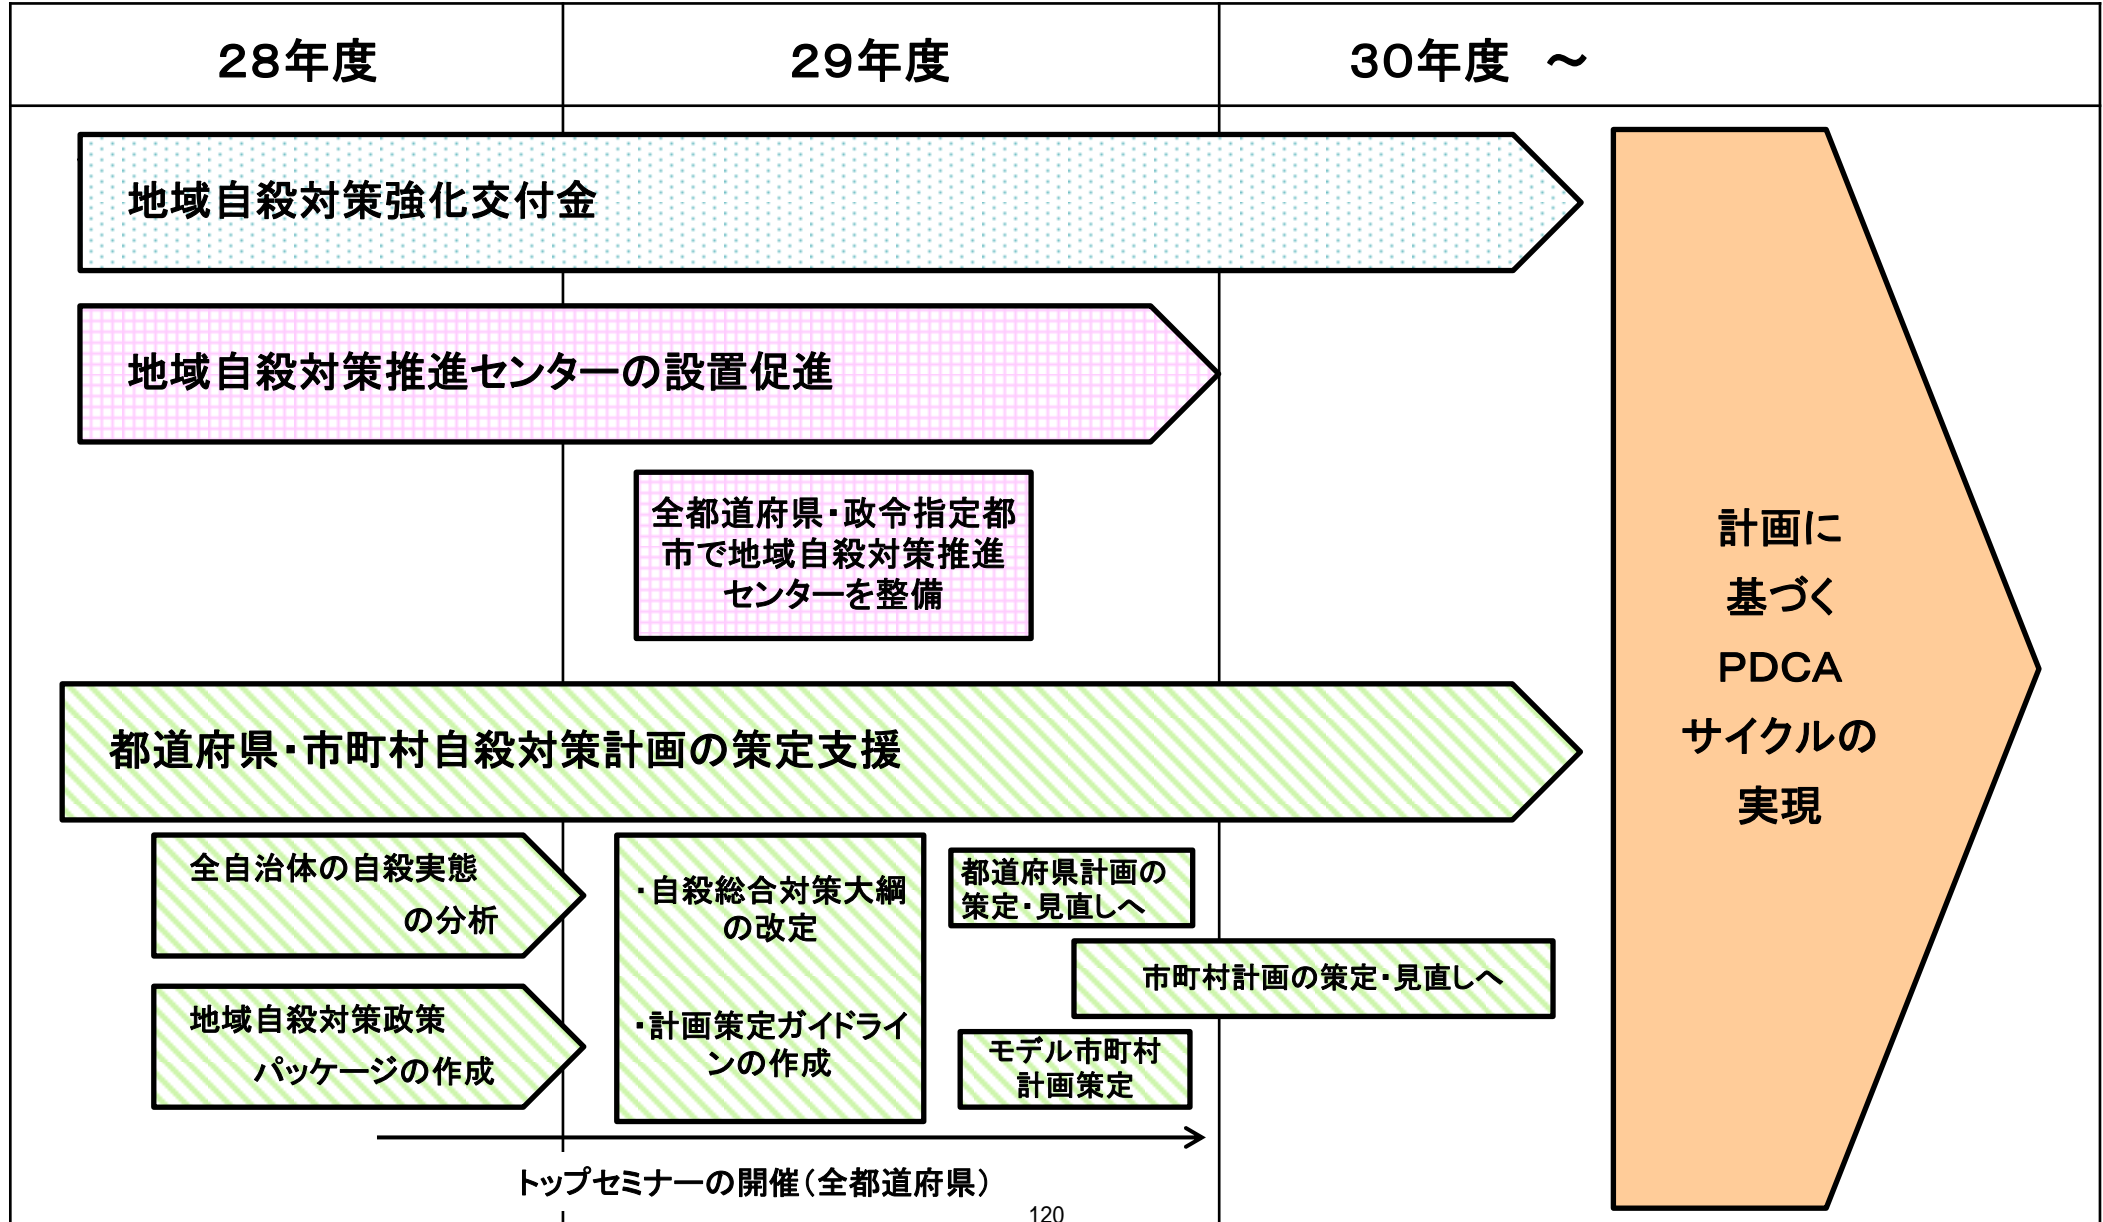 28年度
29年度
30年度 ～
地域自殺対策強化交付金
地域自殺対策推進センターの設置促進
全都道府県・政令指定都
市で地域自殺対策推進
センターを整備
都道府県・市町村自殺対策計画の策定支援
全自治体の自殺実態
の分析
地域自殺対策政策
パッケージの作成
・自殺総合対策大綱
の改定
・計画策定ガイドライ
ンの作成
都道府県計画の
策定・見直しへ
市町村計画の策定・見直しへ
モデル市町村
計画策定
トップセミナーの開催（全都道府県）
計画に
基づく
PDCA
サイクルの
実現
120